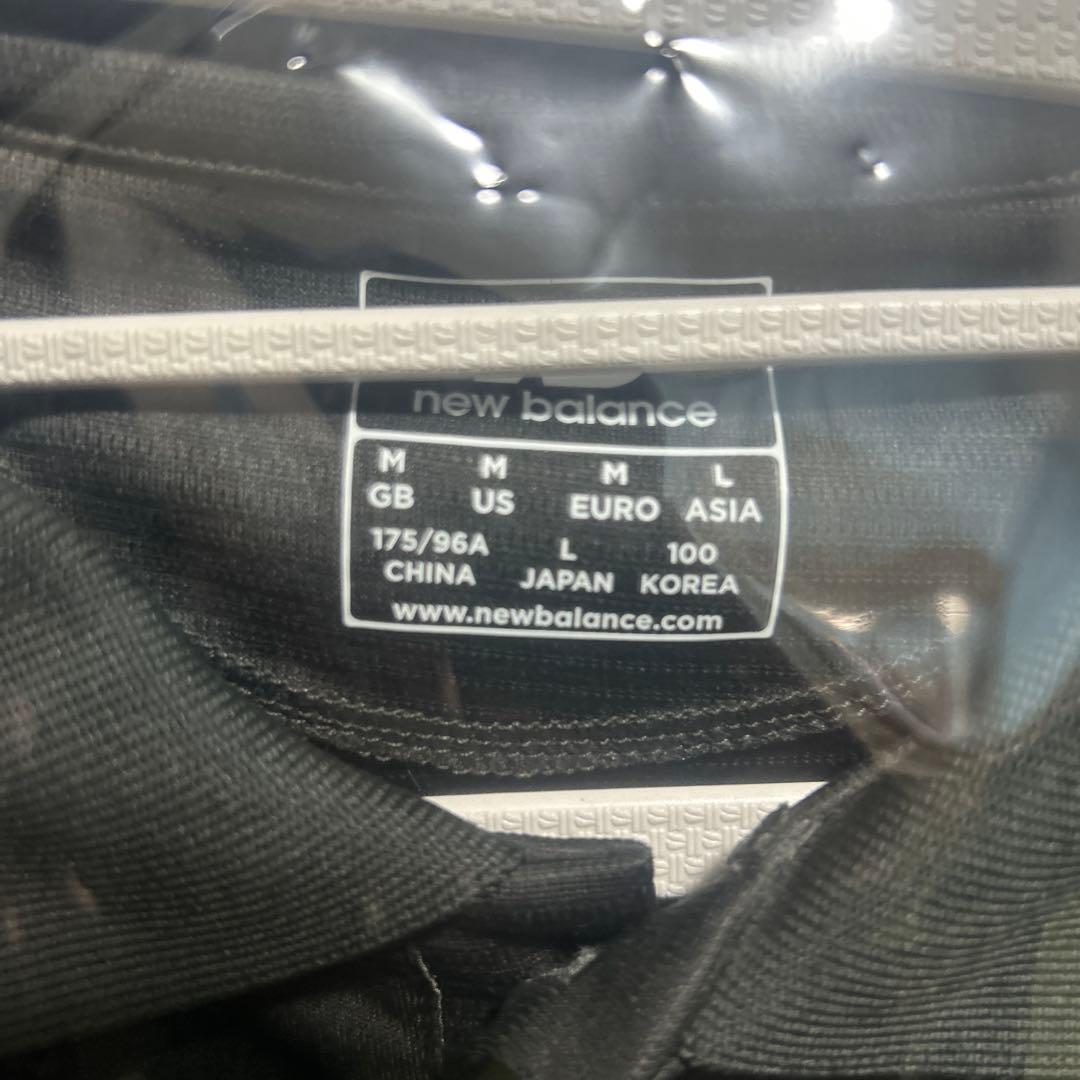 new balance
M M M L
GB US EURO ASIA
175/96A L 100
CHINA JAPAN KOREA
www.newbalance.com